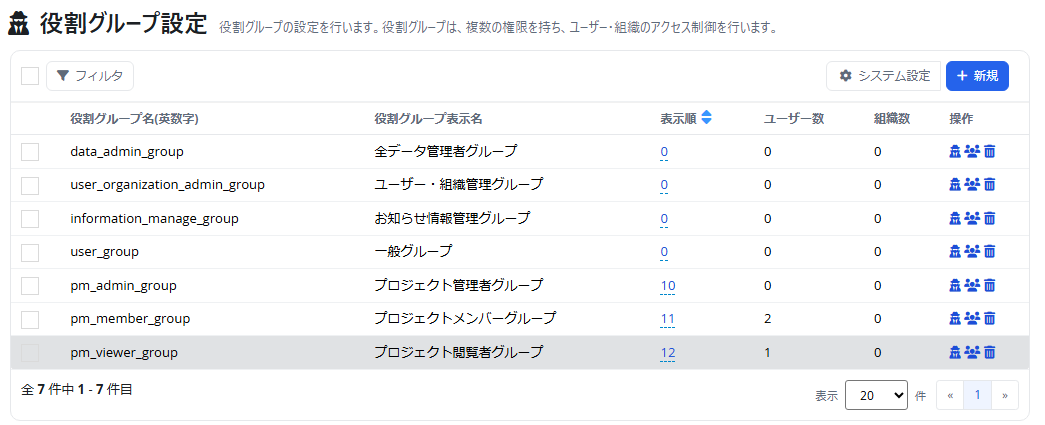 役割グループ設定 役割グループの設定を行います。役割グループは、複数の権限を持ち、ユーザー・組織のアクセス制御を行います。
フィルタ システム設定 + 新規
役割グループ名(英数字) 役割グループ表示名 表示順 ユーザー数 組織数 操作
data_admin_group 全データ管理者グループ 0 0 0
user_organization_admin_group ユーザー・組織管理グループ 0 0 0
information_manage_group お知らせ情報管理グループ 0 0 0
user_group 一般グループ 0 0 0
pm_admin_group プロジェクト管理者グループ 10 0 0
pm_member_group プロジェクトメンバーグループ 11 2 0
pm_viewer_group プロジェクト閲覧者グループ 12 1 0
全 7 件中 1 - 7 件目 表示 20 件 « 1 »